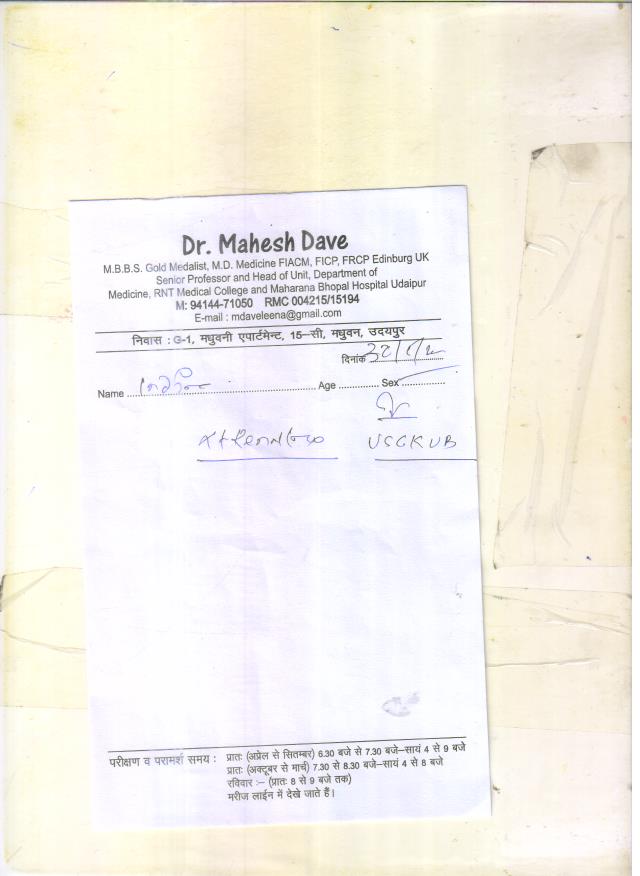 Dr. Mahesh Dave
M.B.B.S. Gold Medalist, M.D. Medicine FIACM, FICP, FRCP Edinburg UK
Senior Professor and Head of Unit, Department of
Medicine, RNT Medical College and Maharana Bhopal Hospital Udaipur
M: 94144-71050 RMC 004215/15194
E-mail : mdaveleena@gmail.com
निवास : G-1, मधुवनी एपार्टमेन्ट, 15-सी, मधुवन, उदयपुर
दिनांक
Name ........ Age ........ Sex ........
USG KUB
परीक्षण व परामर्श समय : प्रातः (अप्रेल से सितम्बर) 6.30 बजे से 7.30 बजे-सायं 4 से 9 बजे
प्रातः (अक्टूबर से मार्च) 7.30 से 8.30 बजे-सायं 4 से 8 बजे
रविवार :- (प्रातः 8 से 9 बजे तक)
मरीज लाईन में देखे जाते हैं।